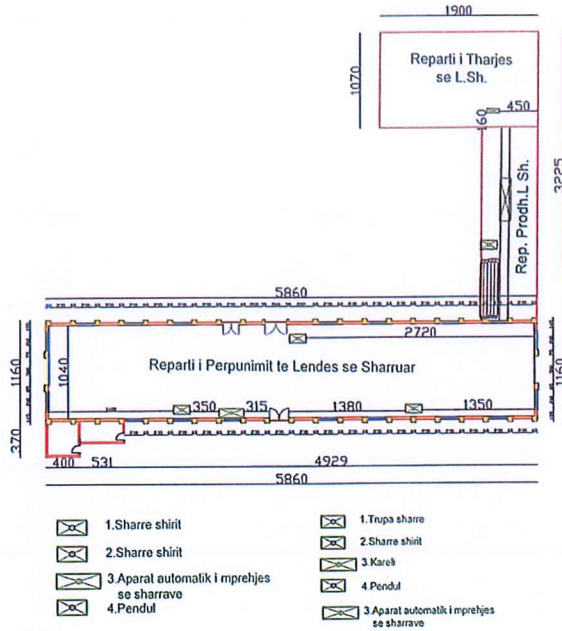 1900
Reparti i Tharjes
se L.Sh.
1070
450
160
Rep. Prodh.L Sh.
3225
5860
2720
Reparti i Perpunimit te Lendes se Sharruar
1160
1040
1160
350
315
1380
1350
370
400
531
4929
5860
1.Sharre shirit
2.Sharre shirit
3.Aparat automatik i mprehjes
se sharrave
4.Pendul
1.Trupa sharre
2.Sharre shirit
3.Kareli
4.Pendul
3.Aparat automatik i mprehjes
se sharrave